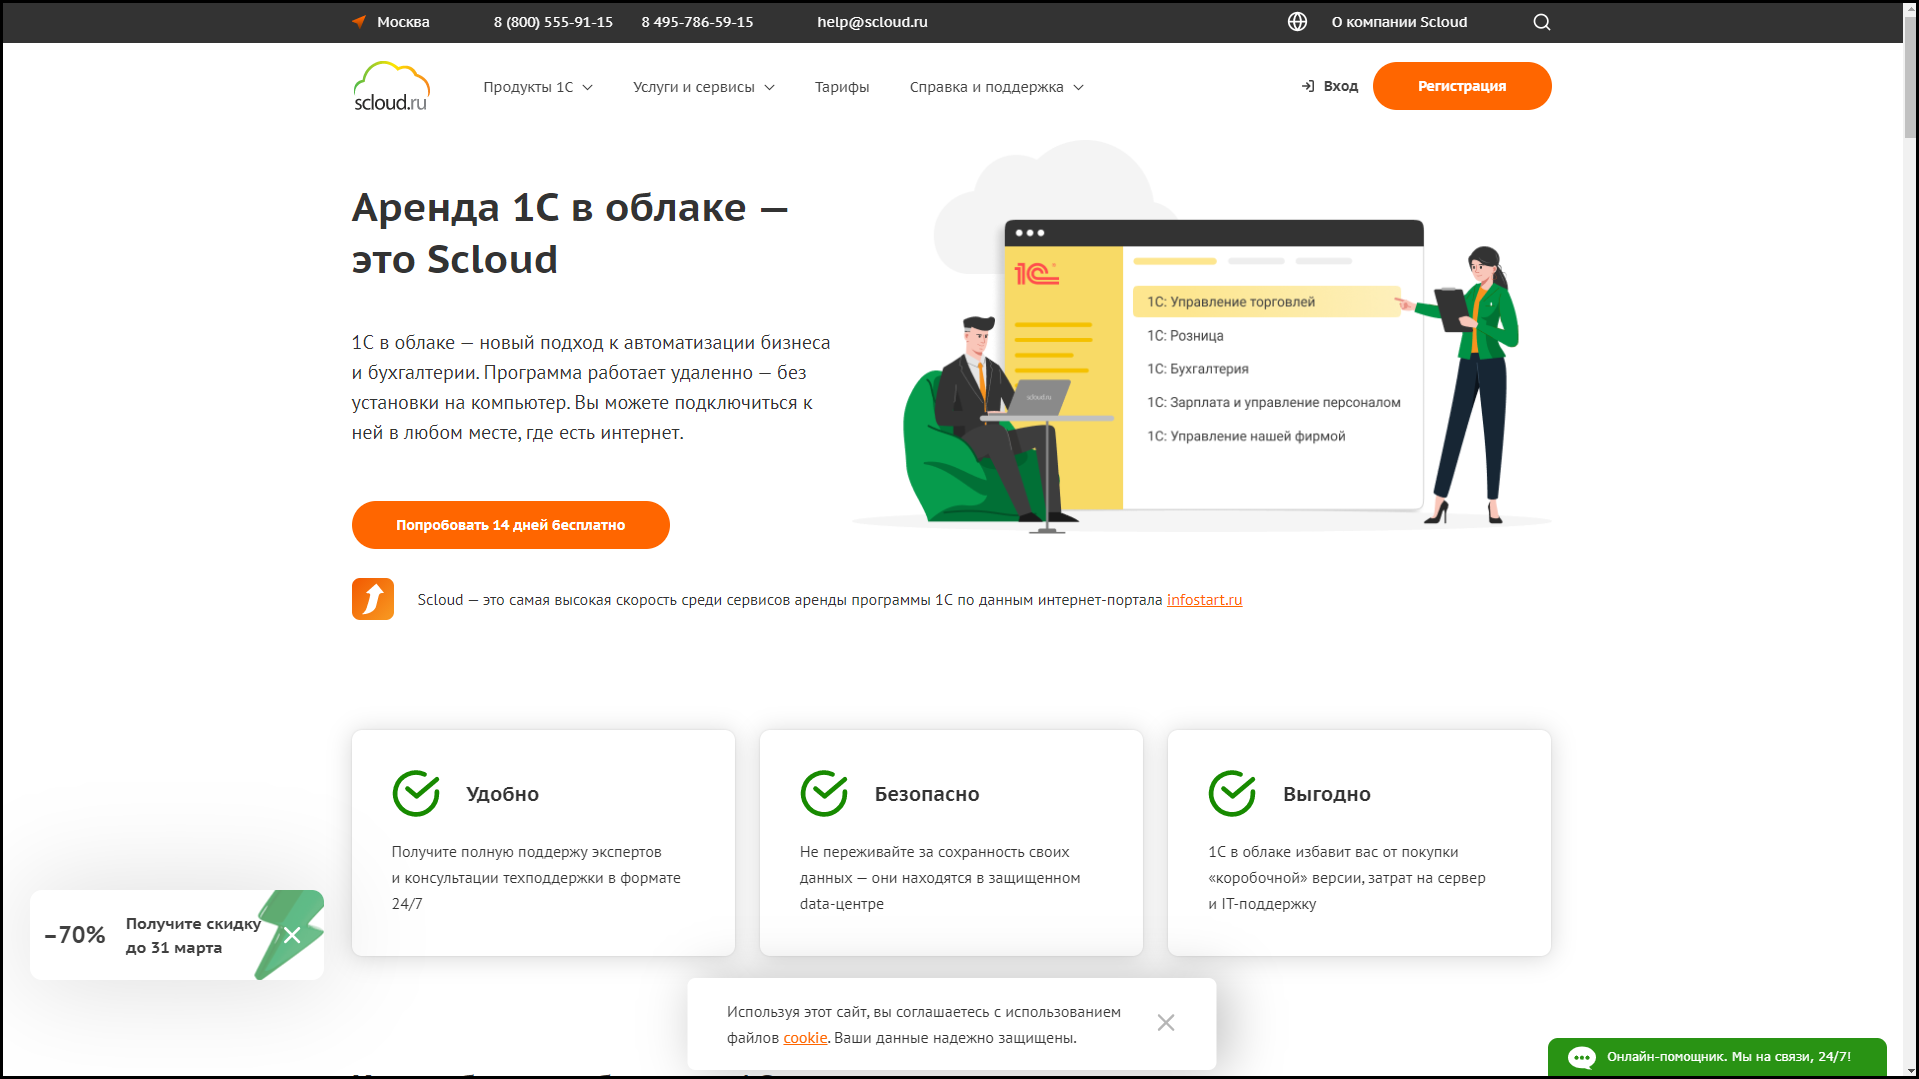 Москва 8 (800) 555-91-15 8 495-786-59-15 help@scloud.ru О компании Scloud
scloud.ru Продукты 1С Услуги и сервисы Тарифы Справка и поддержка Вход Регистрация
Аренда 1С в облаке —
это Scloud
1С в облаке — новый подход к автоматизации бизнеса
и бухгалтерии. Программа работает удаленно — без
установки на компьютер. Вы можете подключиться к
ней в любом месте, где есть интернет.
Попробовать 14 дней бесплатно
1С
1С: Управление торговлей
1С: Розница
1С: Бухгалтерия
1С: Зарплата и управление персоналом
1С: Управление нашей фирмой
scloud.ru
Scloud — это самая высокая скорость среди сервисов аренды программы 1С по данным интернет-портала infostart.ru
Удобно
Получите полную поддержу экспертов
и консультации техподдержки в формате
24/7
Безопасно
Не переживайте за сохранность своих
данных — они находятся в защищенном
data-центре
Выгодно
1С в облаке избавит вас от покупки
«коробочной» версии, затрат на сервер
и IT-поддержку
–70%
Получите скидку
до 31 марта
Используя этот сайт, вы соглашаетесь с использованием
файлов cookie. Ваши данные надежно защищены.
Онлайн-помощник. Мы на связи, 24/7!